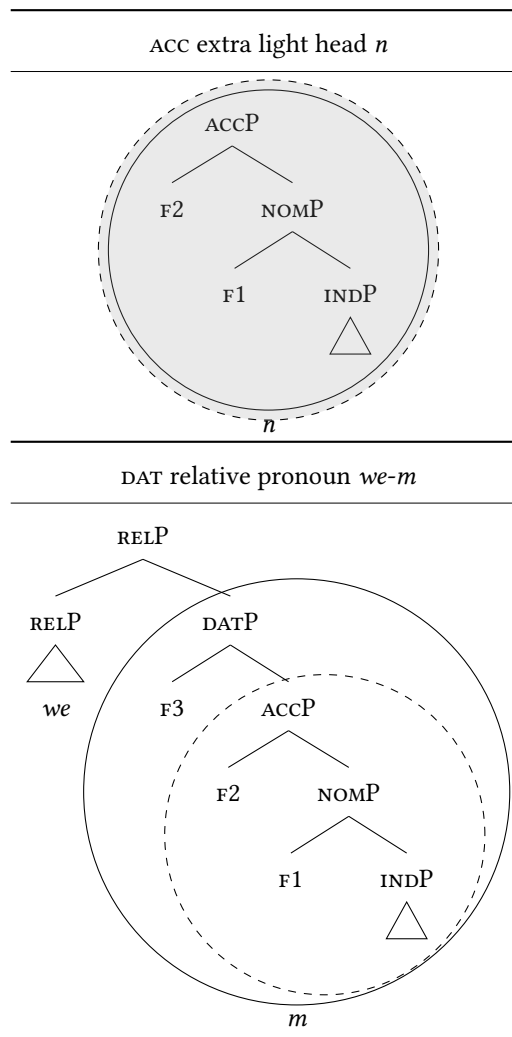 ACC extra light head n
ACCP
F2 NOMP
F1 INDP
n
DAT relative pronoun we-m
RELP
RELP DATP
we F3 ACCP
F2 NOMP
F1 INDP
m